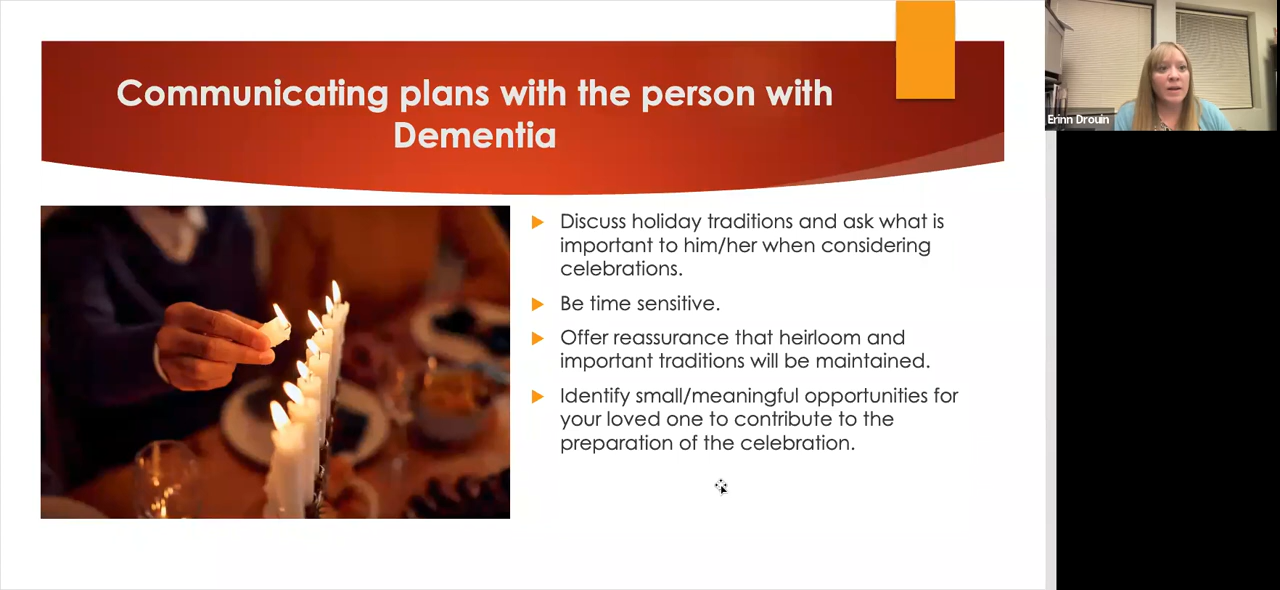 Communicating plans with the person with
Dementia
Erinn Drouin
Discuss holiday traditions and ask what is
important to him/her when considering
celebrations.
Be time sensitive.
Offer reassurance that heirloom and
important traditions will be maintained.
Identify small/meaningful opportunities for
your loved one to contribute to the
preparation of the celebration.